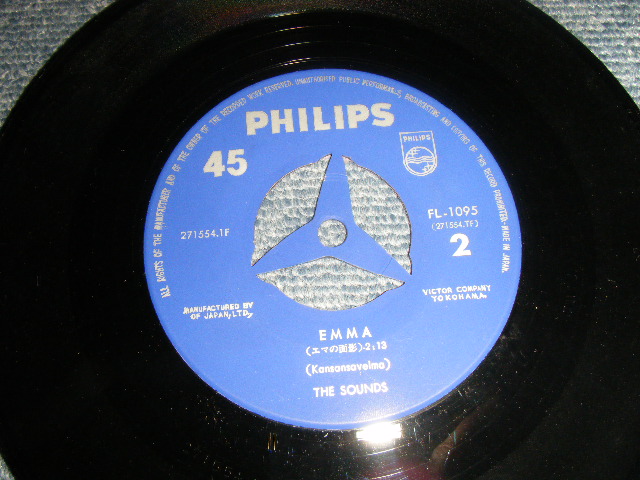 ALL RIGHTS OF THE MANUFACTURER AND OF THE OWNER OF THE RECORDED WORK RESERVED. UNAUTHORIZED PUBLIC PERFORMANCE, BROADCASTING AND COPYING OF THIS RECORD PROHIBITED. MADE IN JAPAN.
PHILIPS
45
PHILIPS
FL-1095
(271554.TF)
271554.1F
2
MANUFACTURED BY
VICTOR COMPANY
OF JAPAN, LTD,
YOKOHAMA.
EMMA
(エマの面影)-2:13
(Kansansavelma)
THE SOUNDS